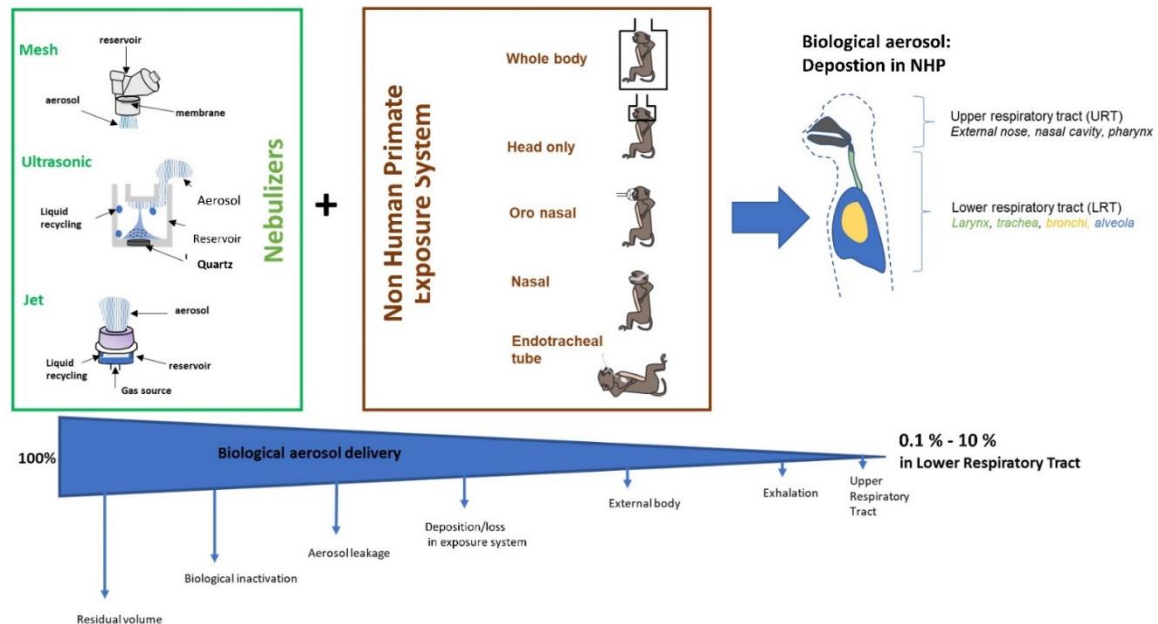 Mesh
reservoir
aerosol
membrane
Ultrasonic
Aerosol
Liquid
recycling
Reservoir
Quartz
Jet
aerosol
Liquid
recycling
reservoir
Gas source
Nebulizers
+
Non Human Primate
Exposure System
Whole body
Head only
Oro nasal
Nasal
Endotracheal
tube
Biological aerosol:
Depostion in NHP
Upper respiratory tract (URT)
External nose, nasal cavity, pharynx
Lower respiratory tract (LRT)
Larynx, trachea, bronchi, alveola
100%
Biological aerosol delivery
0.1 % - 10 %
in Lower Respiratory Tract
Residual volume
Biological inactivation
Aerosol leakage
Deposition/loss
in exposure system
External body
Exhalation
Upper
Respiratory
Tract